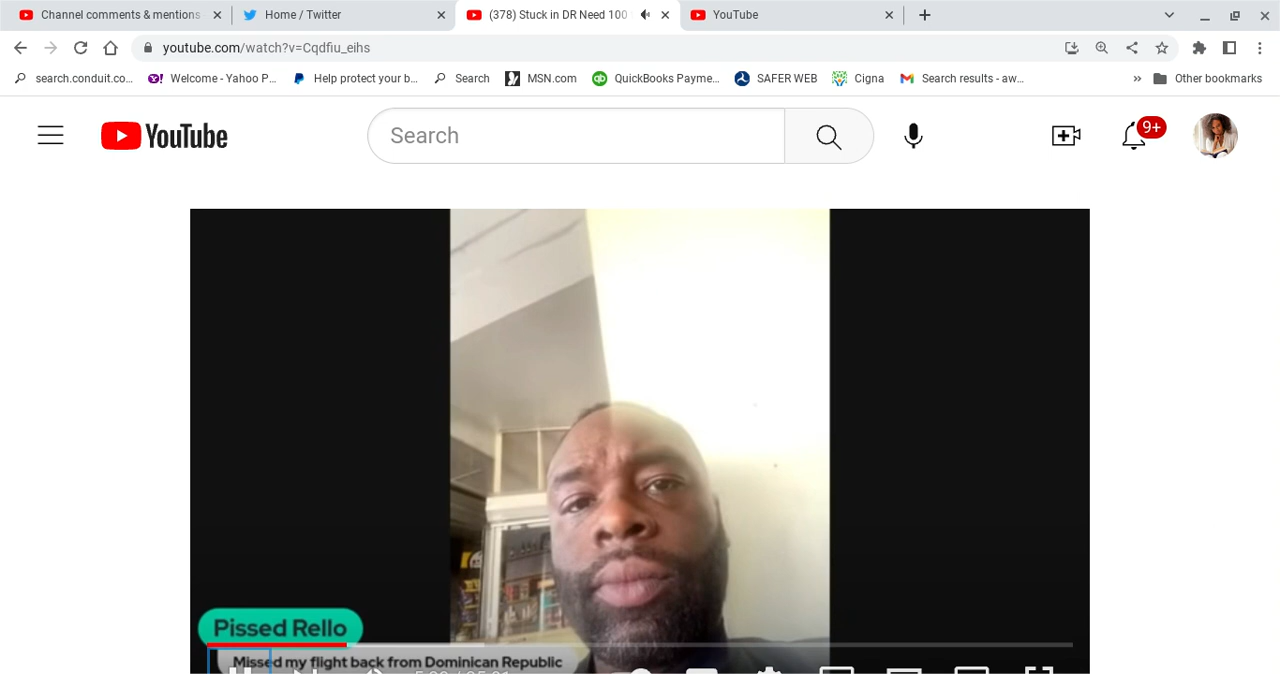 Channel comments & mentions
Home / Twitter
(378) Stuck in DR Need 100
YouTube
youtube.com/watch?v=Cqdfiu_eihs
search.conduit.co...
Welcome - Yahoo P...
Help protect your b...
Search
MSN.com
QuickBooks Payme...
SAFER WEB
Cigna
Search results - aw...
»
Other bookmarks
YouTube
Search
9+
Pissed Rello
Missed my flight back from Dominican Republic